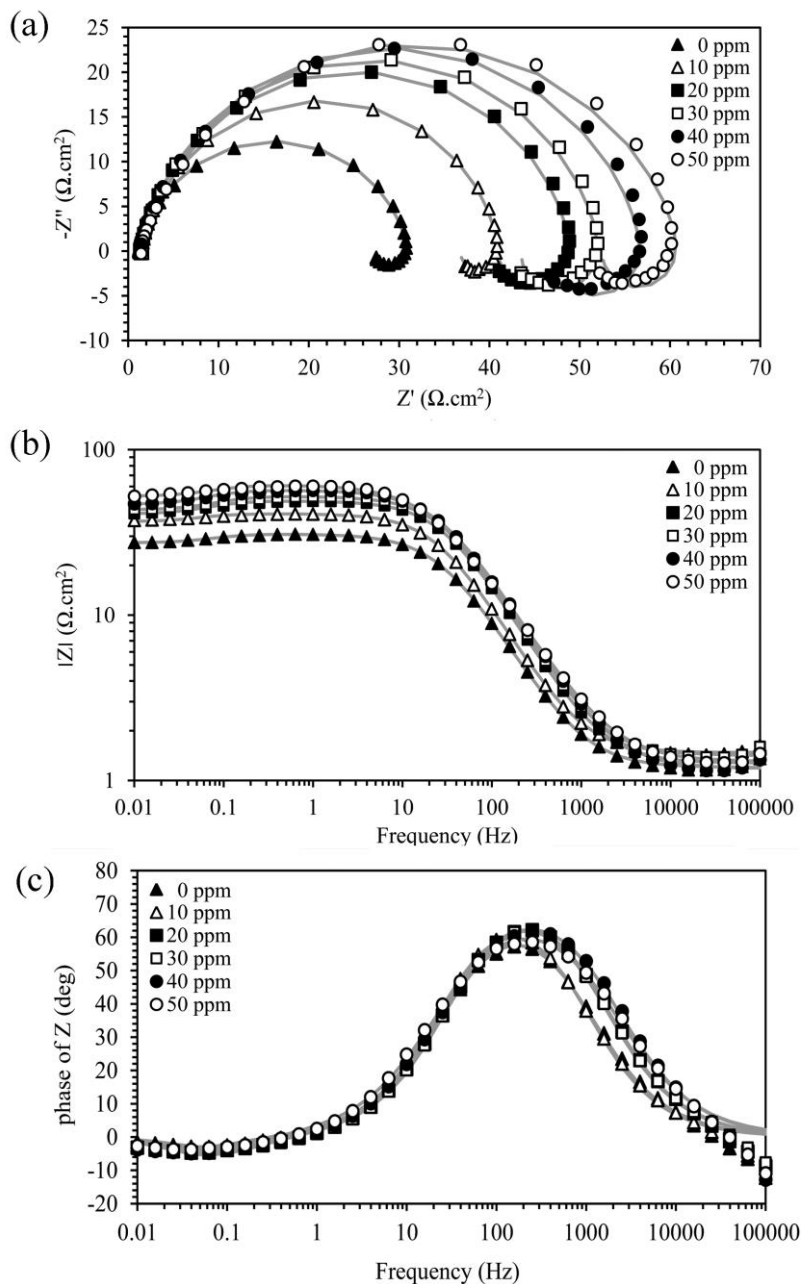 (a)
25
20
15
10
5
0
-5
-10
-Z" (Ω.cm²)
0 10 20 30 40 50 60 70
Z' (Ω.cm²)
0 ppm
10 ppm
20 ppm
30 ppm
40 ppm
50 ppm
(b)
100
10
1
|Z| (Ω.cm²)
0.01 0.1 1 10 100 1000 10000 100000
Frequency (Hz)
0 ppm
10 ppm
20 ppm
30 ppm
40 ppm
50 ppm
(c)
80
70
60
50
40
30
20
10
0
-10
-20
phase of Z (deg)
0.01 0.1 1 10 100 1000 10000 100000
Frequency (Hz)
0 ppm
10 ppm
20 ppm
30 ppm
40 ppm
50 ppm